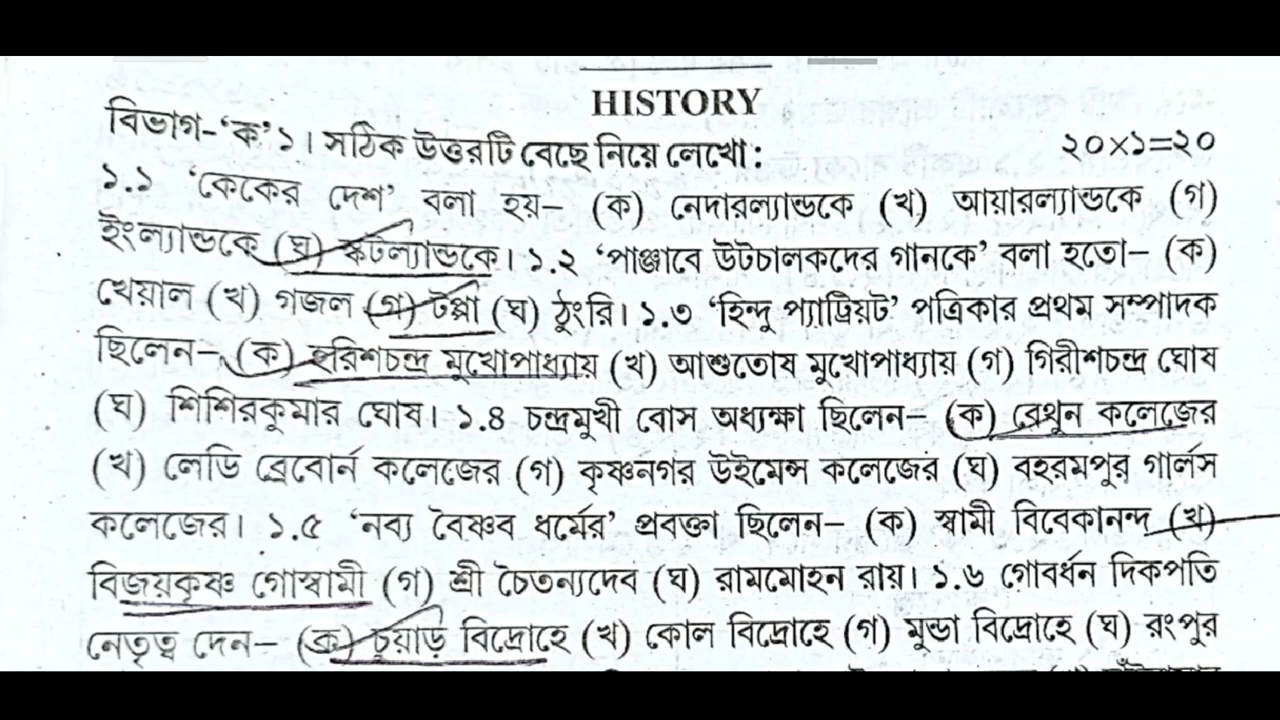 HISTORY
বিভাগ-‘ক’ ১। সঠিক উত্তরটি বেছে নিয়ে লেখো: ২০×১=২০
১.১ ‘কেকের দেশ’ বলা হয়– (ক) নেদারল্যান্ডকে (খ) আয়ারল্যান্ডকে (গ)
ইংল্যান্ডকে (ঘ) স্কটল্যান্ডকে। ১.২ ‘পাঞ্জাবে উটচালকদের গানকে’ বলা হতো– (ক)
খেয়াল (খ) গজল (গ) টপ্পা (ঘ) ঠুংরি। ১.৩ ‘হিন্দু প্যাট্রিয়ট’ পত্রিকার প্রথম সম্পাদক
ছিলেন– (ক) হরিশচন্দ্র মুখোপাধ্যায় (খ) আশুতোষ মুখোপাধ্যায় (গ) গিরীশচন্দ্র ঘোষ
(ঘ) শিশিরকুমার ঘোষ। ১.৪ চন্দ্রমুখী বোস অধ্যক্ষা ছিলেন– (ক) বেথুন কলেজের
(খ) লেডি ব্রেবোর্ন কলেজের (গ) কৃষ্ণনগর উইমেন্স কলেজের (ঘ) বহরমপুর গার্লস
কলেজের। ১.৫ ‘নব্য বৈষ্ণব ধর্মের’ প্রবক্তা ছিলেন– (ক) স্বামী বিবেকানন্দ (খ)
বিজয়কৃষ্ণ গোস্বামী (গ) শ্রী চৈতন্যদেব (ঘ) রামমোহন রায়। ১.৬ গোবর্ধন দিকপতি
নেতৃত্ব দেন– (ক) চুয়াড় বিদ্রোহে (খ) কোল বিদ্রোহে (গ) মুন্ডা বিদ্রোহে (ঘ) রংপুর